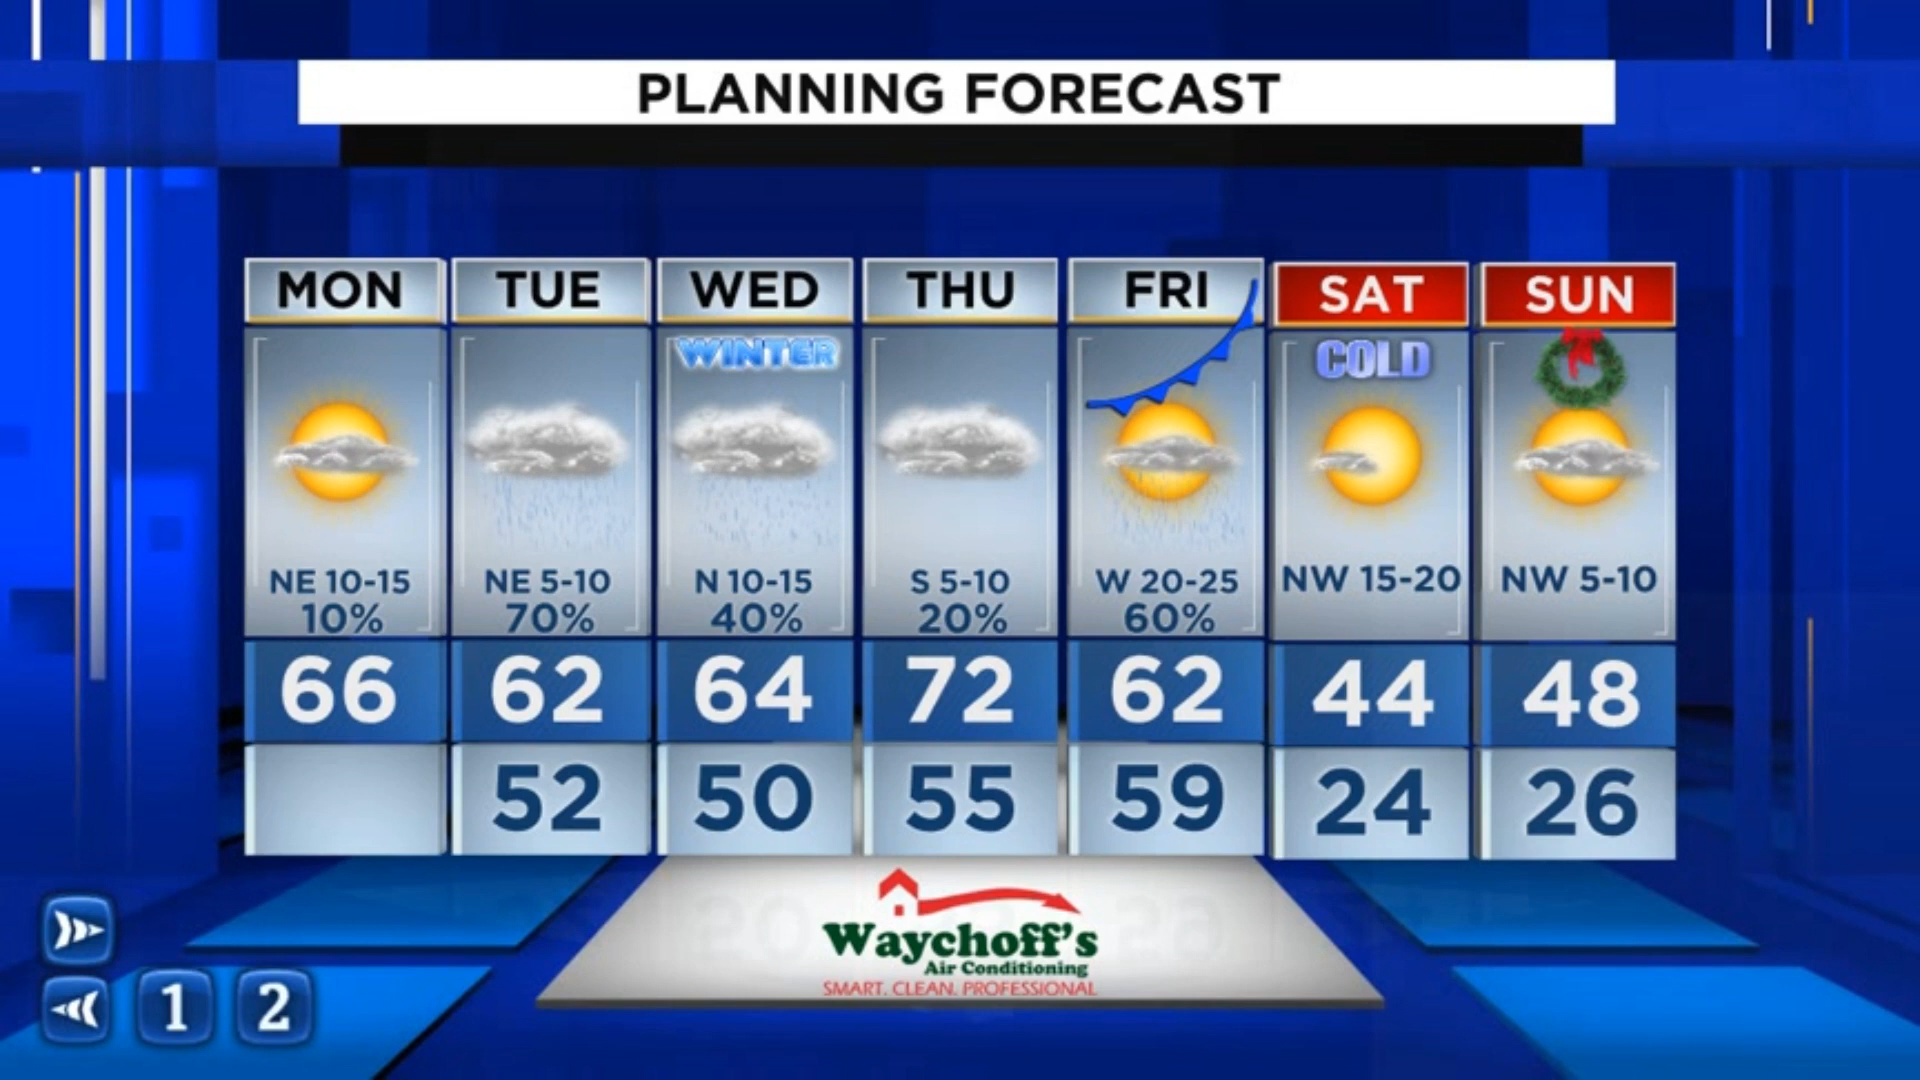 PLANNING FORECAST
MON TUE WED THU FRI SAT SUN
WINTER COLD
NE 10-15 NE 5-10 N 10-15 S 5-10 W 20-25 NW 15-20 NW 5-10
10% 70% 40% 20% 60%
66 62 64 72 62 44 48
52 50 55 59 24 26
Waychoff's
Air Conditioning
SMART. CLEAN. PROFESSIONAL
1 2